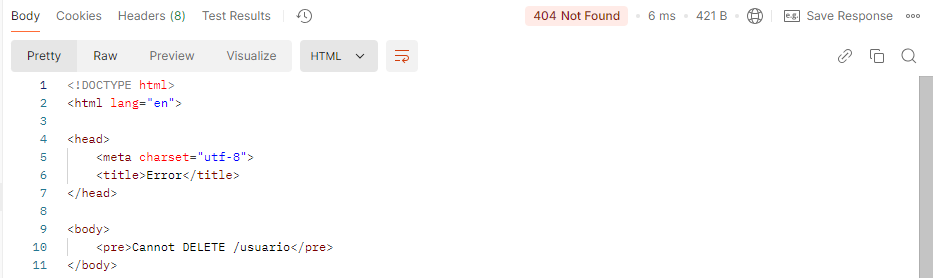 Body Cookies Headers (8) Test Results 404 Not Found 6 ms 421 B e.g. Save Response
Pretty Raw Preview Visualize HTML
1 <!DOCTYPE html>
2 <html lang="en">
3
4 <head>
5 <meta charset="utf-8">
6 <title>Error</title>
7 </head>
8
9 <body>
10 <pre>Cannot DELETE /usuario</pre>
11 </body>